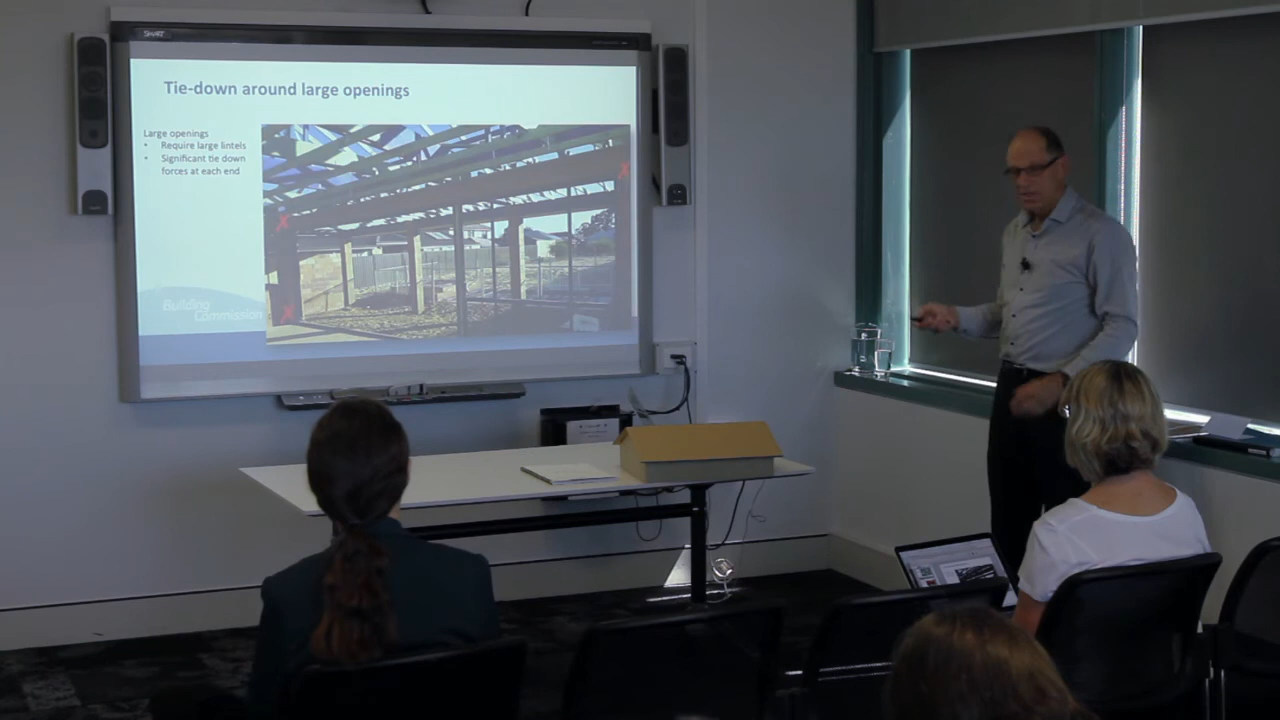 SMART
Tie-down around large openings
Large openings
• Require large lintels
• Significant tie down
forces at each end
Building
Commission